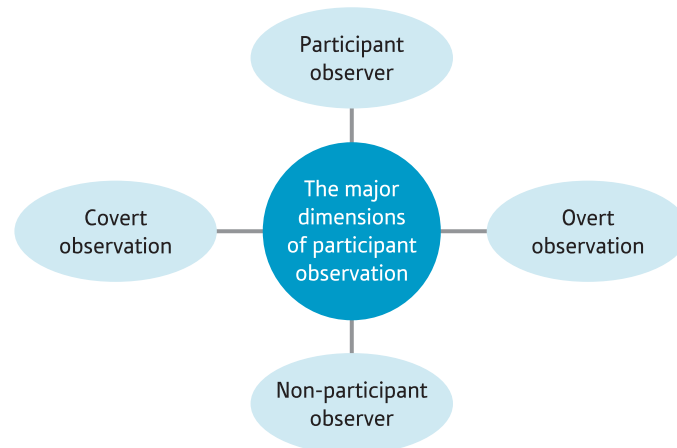 Participant
observer
The major
dimensions
of participant
observation
Covert
observation
Overt
observation
Non-participant
observer